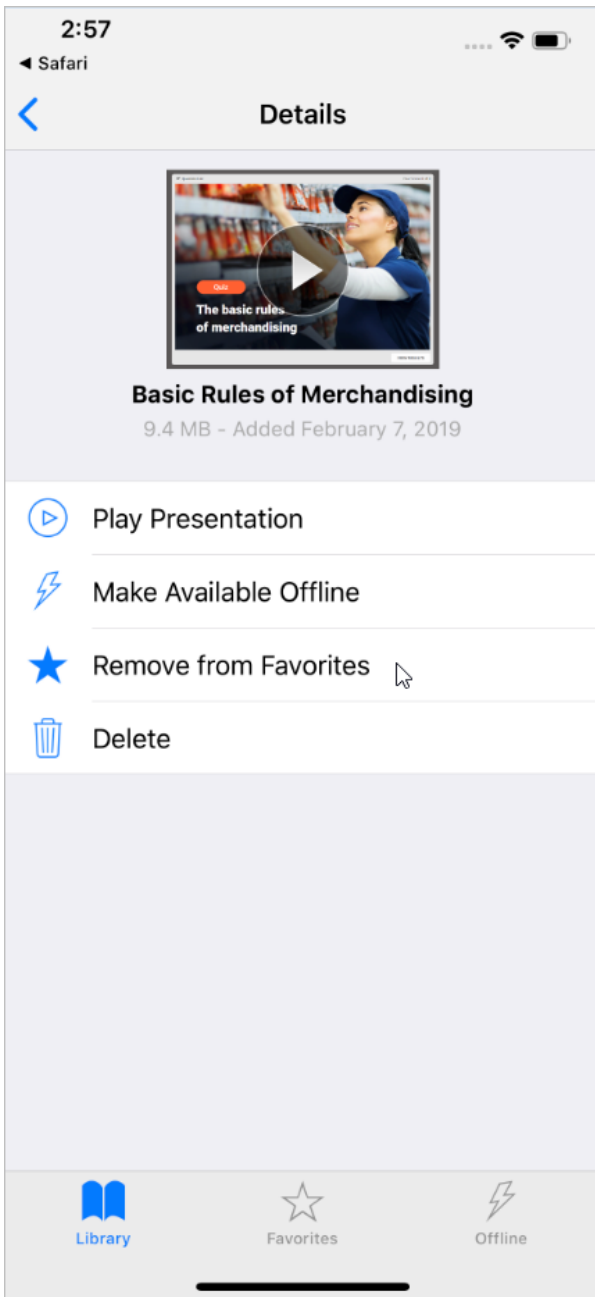 2:57
◀ Safari
Details
Quiz
The basic rules
of merchandising
Basic Rules of Merchandising
9.4 MB - Added February 7, 2019
Play Presentation
Make Available Offline
Remove from Favorites
Delete
Library
Favorites
Offline